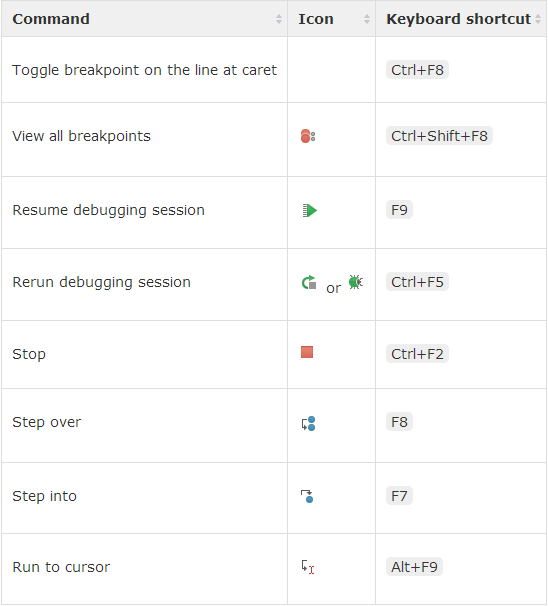 Command Icon Keyboard shortcut
Toggle breakpoint on the line at caret Ctrl+F8
View all breakpoints Ctrl+Shift+F8
Resume debugging session F9
Rerun debugging session or Ctrl+F5
Stop Ctrl+F2
Step over F8
Step into F7
Run to cursor Alt+F9